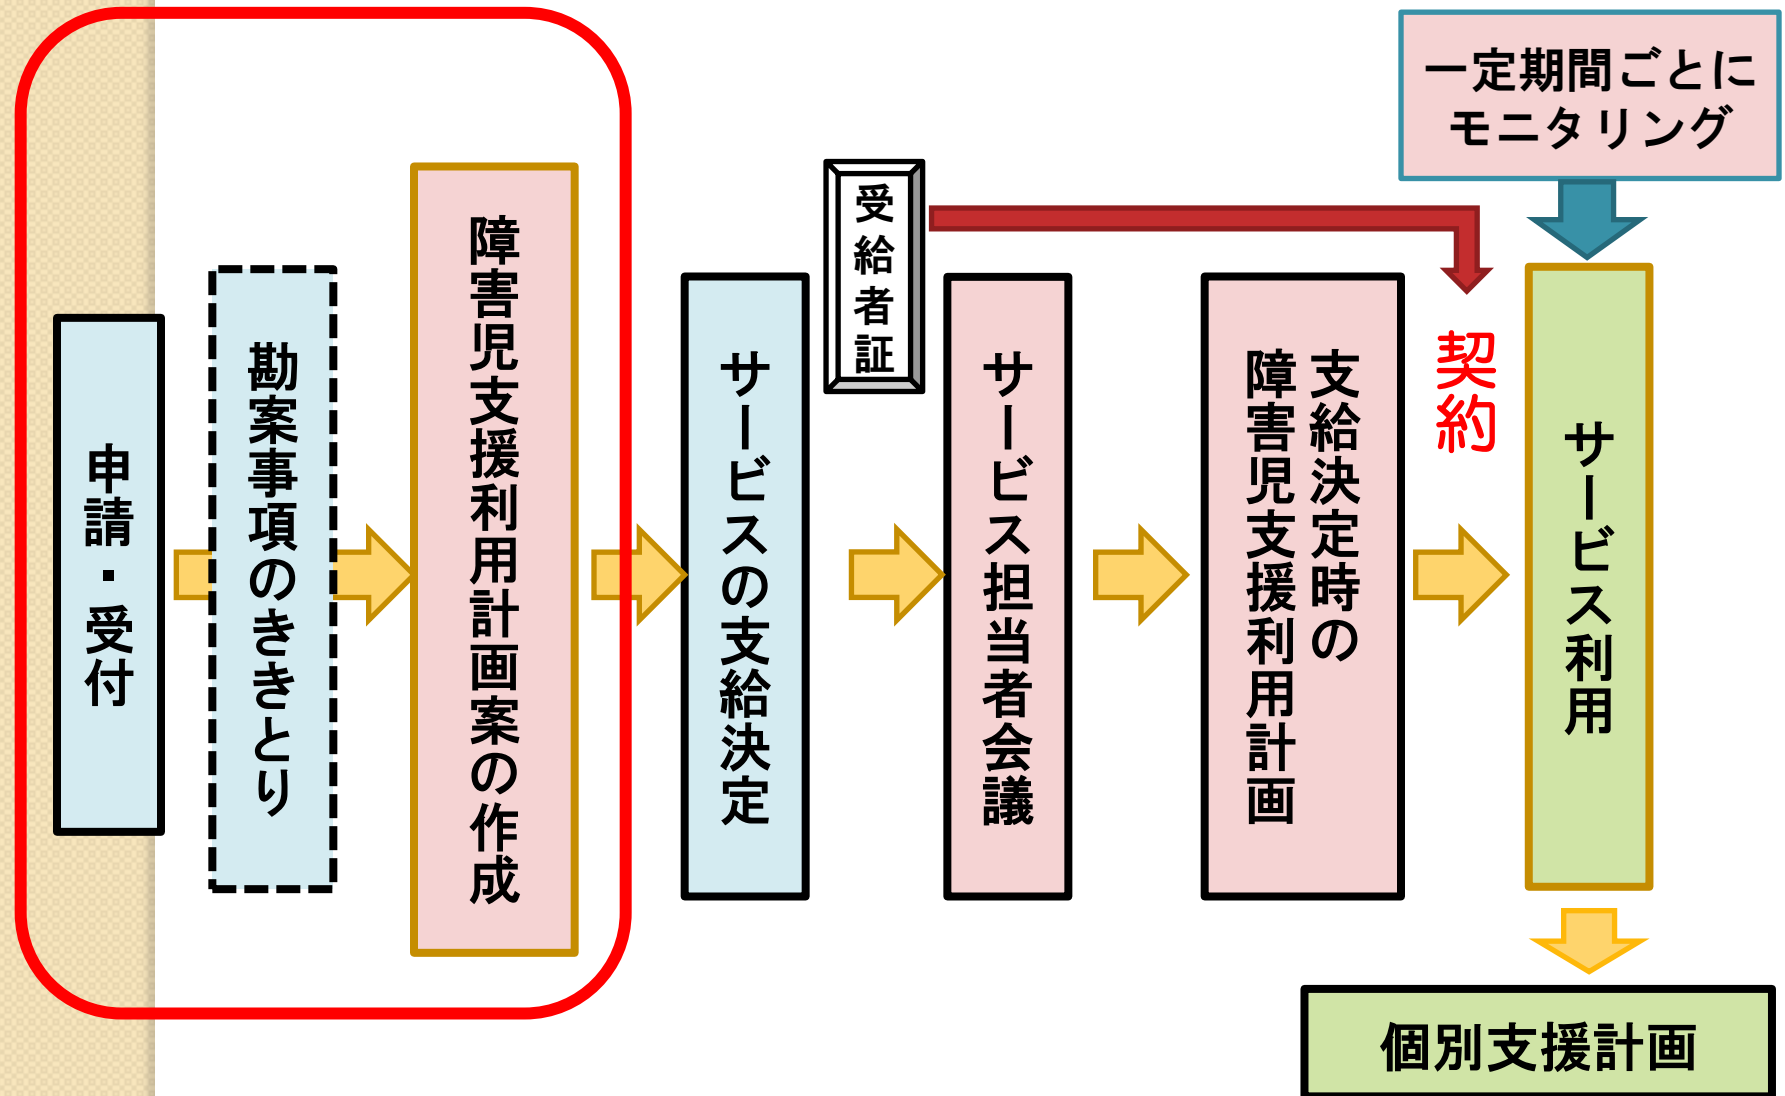 申請・受付
勘案事項のききとり
障害児支援利用計画案の作成
サービスの支給決定
受給者証
サービス担当者会議
支給決定時の
障害児支援利用計画
契約
一定期間ごとに
モニタリング
サービス利用
個別支援計画